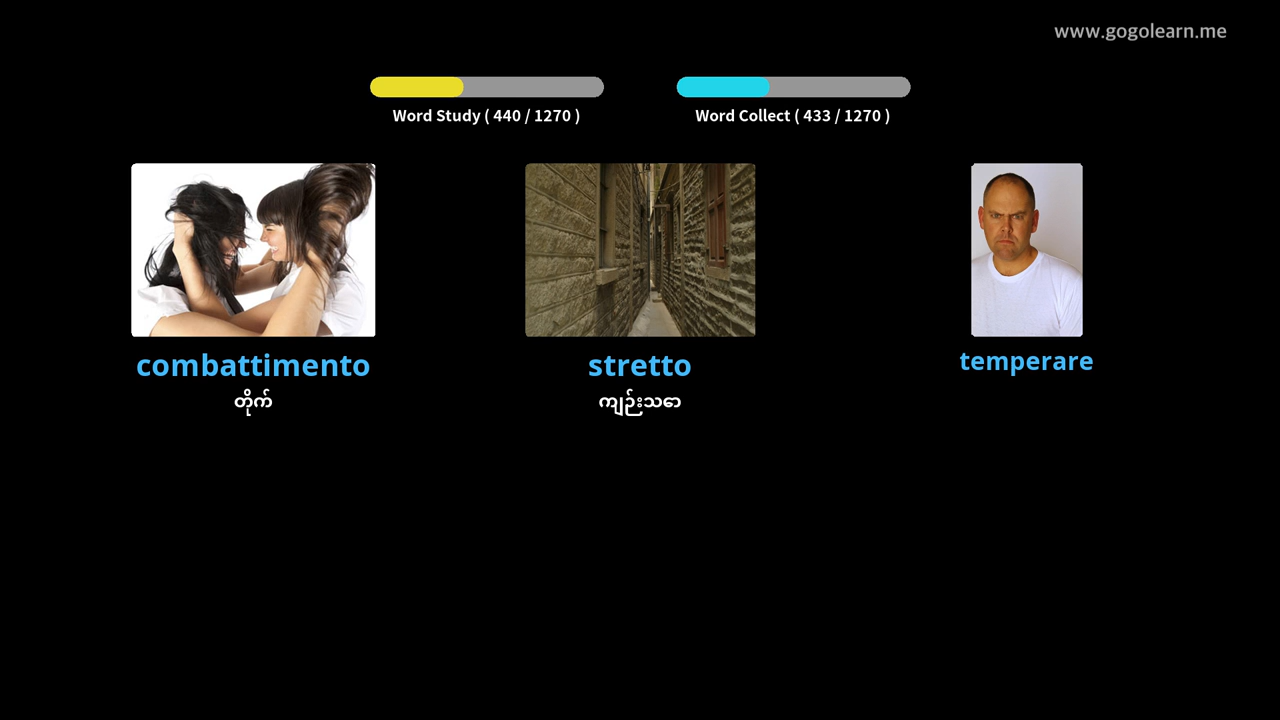 www.gogolearn.me
Word Study ( 440 / 1270 )
Word Collect ( 433 / 1270 )
combattimento
stretto
temperare
တိုက်
ကျဉ်းသော